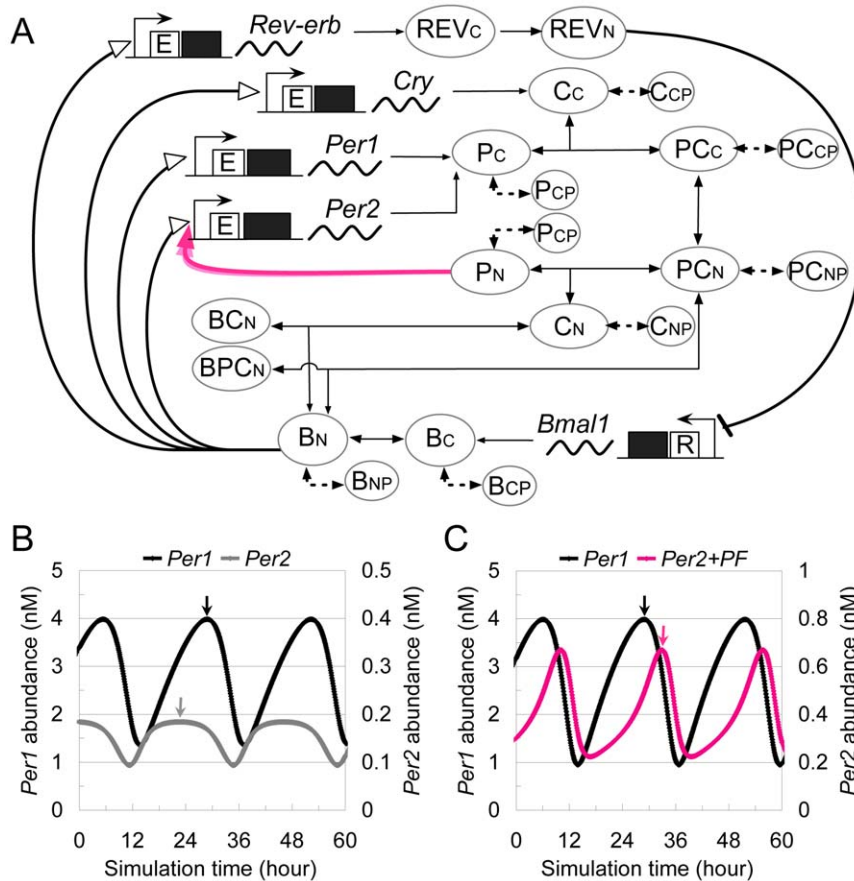 A
Rev-erb
REVC
REVN
E
Cry
CC
CCP
E
Per1
PC
PCC
PCCP
E
Per2
PCP
E
PCP
PN
PCN
PCNP
BCN
CN
CNP
BPCN
Bmal1
BN
BC
R
BNP
BCP
B
Per1 Per2
5
4
3
2
1
0
Per1 abundance (nM)
0.5
0.4
0.3
0.2
0.1
0
Per2 abundance (nM)
0 12 24 36 48 60
Simulation time (hour)
C
Per1 Per2+PF
5
4
3
2
1
0
Per1 abundance (nM)
1
0.8
0.6
0.4
0.2
0
Per2 abundance (nM)
0 12 24 36 48 60
Simulation time (hour)